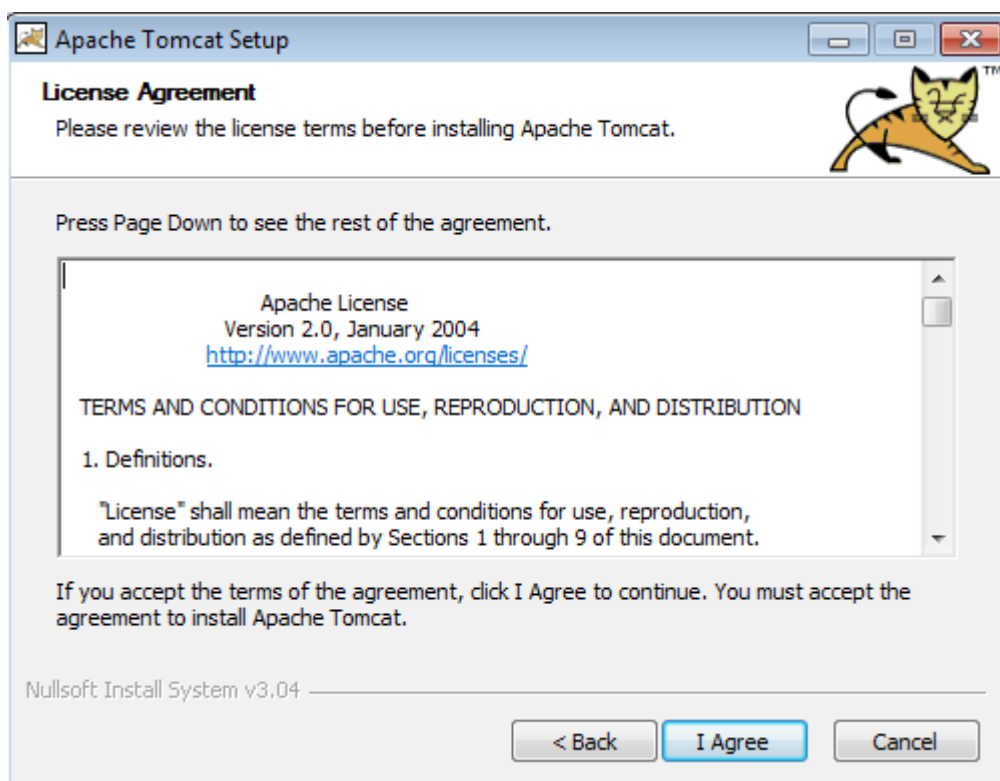 Apache Tomcat Setup
License Agreement
Please review the license terms before installing Apache Tomcat.
TM
Press Page Down to see the rest of the agreement.
Apache License
Version 2.0, January 2004
http://www.apache.org/licenses/
TERMS AND CONDITIONS FOR USE, REPRODUCTION, AND DISTRIBUTION
1. Definitions.
"License" shall mean the terms and conditions for use, reproduction,
and distribution as defined by Sections 1 through 9 of this document.
If you accept the terms of the agreement, click I Agree to continue. You must accept the
agreement to install Apache Tomcat.
Nullsoft Install System v3.04
< Back
I Agree
Cancel